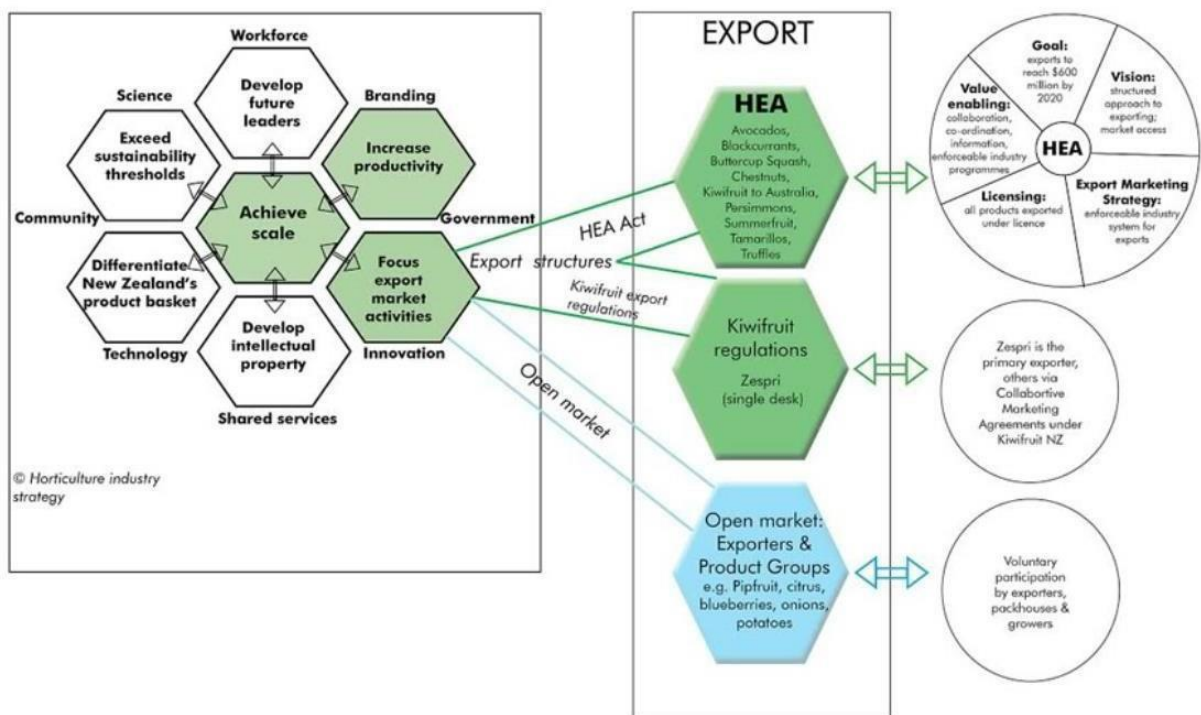 Workforce
Develop
future
leaders
Science
Branding
Exceed
sustainability
thresholds
Increase
productivity
Achieve
scale
Community
Government
Differentiate
New Zealand's
product basket
Focus
export
market
activities
Develop
intellectual
property
Technology
Innovation
Shared services
© Horticulture industry
strategy
HEA Act
Export structures
Kiwifruit export
regulations
Open market
EXPORT
HEA
Avocados,
Blackcurrants,
Buttercup Squash,
Chestnuts,
Kiwifruit to Australia,
Persimmons,
Summerfruit,
Tamarillos,
Truffles
Kiwifruit
regulations
Zespri
(single desk)
Open market:
Exporters &
Product Groups
e.g. Pipfruit, citrus,
blueberries, onions,
potatoes
Goal:
exports to
reach $600
million by
2020
Vision:
structured
approach to
exporting;
market access
Value
enabling:
collaboration,
co-ordination,
information,
enforceable industry
programmes
HEA
Licensing:
all products exported
under licence
Export Marketing
Strategy:
enforceable industry
system for
exports
Zespri is the
primary exporter,
others via
Collabortive
Marketing
Agreements under
Kiwifruit NZ
Voluntary
participation
by exporters,
packhouses &
growers